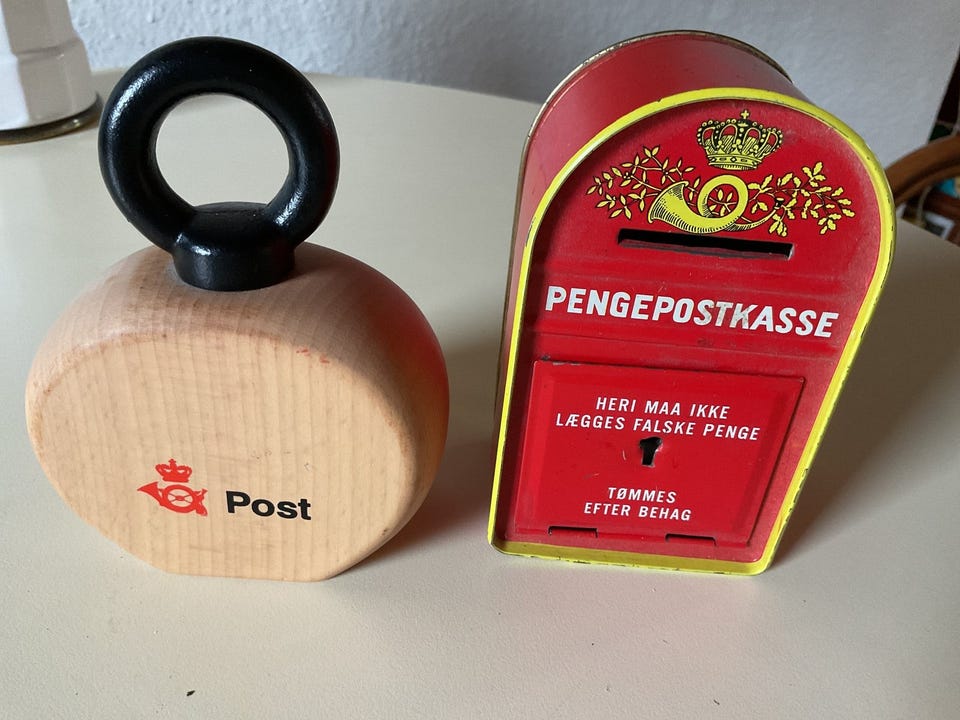 Post
PENGEPOSTKASSE
HERI MAA IKKE
LÆGGES FALSKE PENGE
TØMMES
EFTER BEHAG